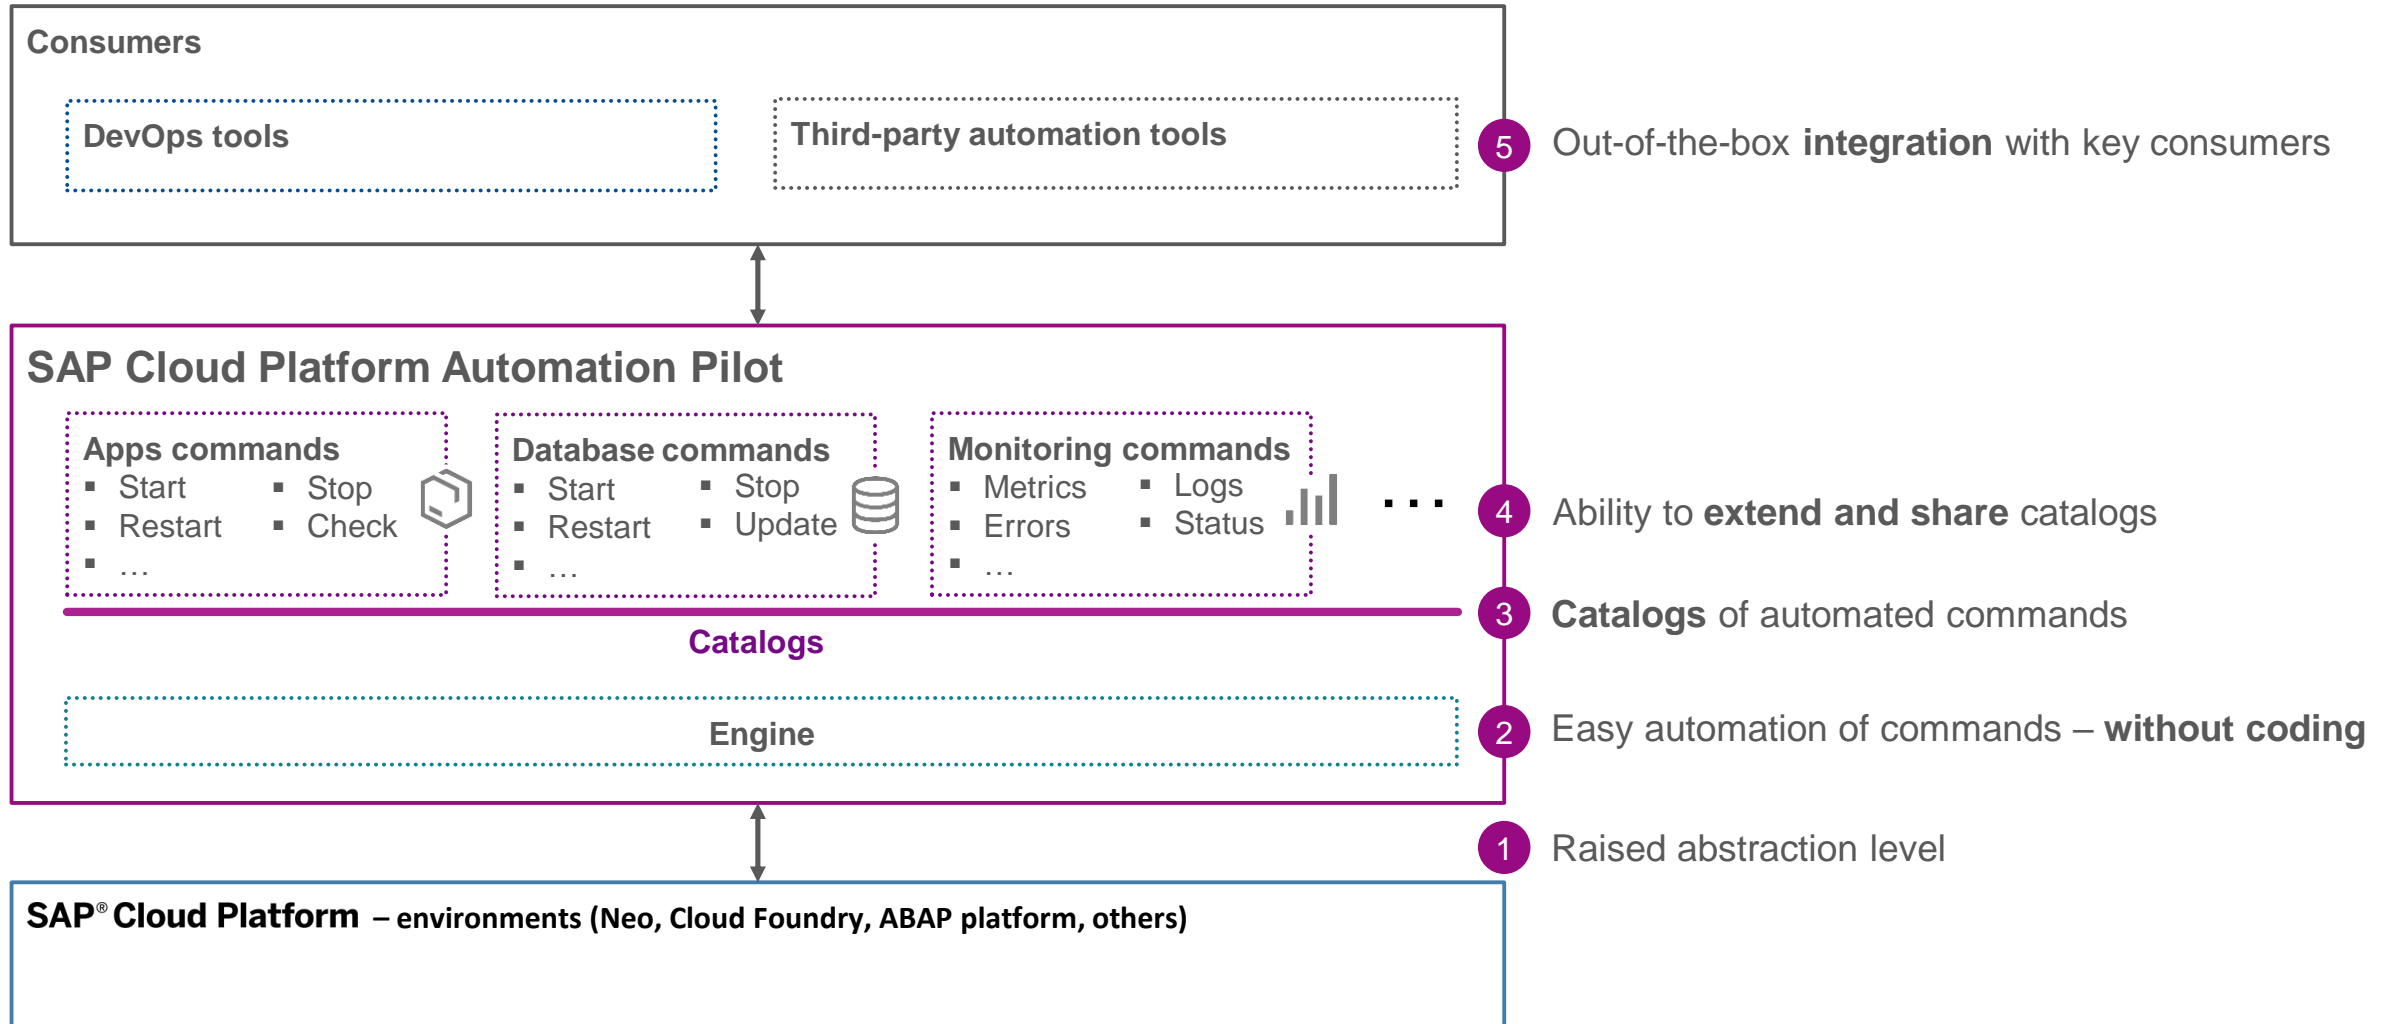 Consumers
DevOps tools
Third-party automation tools
5 Out-of-the-box integration with key consumers
SAP Cloud Platform Automation Pilot
Apps commands
▪ Start ▪ Stop
▪ Restart ▪ Check
▪ …
Database commands
▪ Start ▪ Stop
▪ Restart ▪ Update
▪ …
Monitoring commands
▪ Metrics ▪ Logs
▪ Errors ▪ Status
▪ …
...
4 Ability to extend and share catalogs
3 Catalogs of automated commands
Catalogs
Engine
2 Easy automation of commands – without coding
1 Raised abstraction level
SAP® Cloud Platform – environments (Neo, Cloud Foundry, ABAP platform, others)